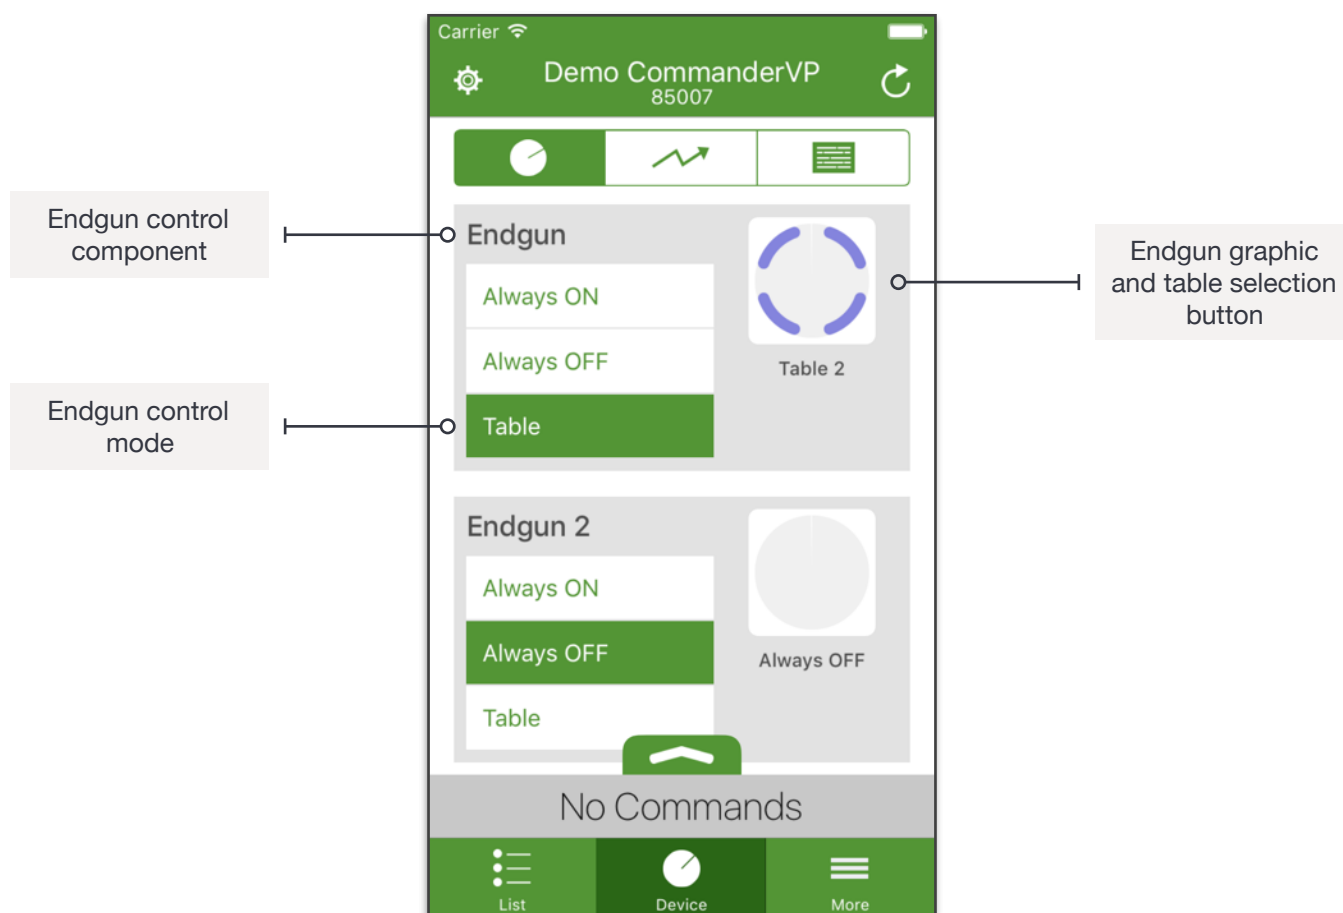 Carrier
Demo CommanderVP
85007
Endgun control
component
Endgun
Always ON
Always OFF
Table
Table 2
Endgun graphic
and table selection
button
Endgun control
mode
Endgun 2
Always ON
Always OFF
Table
Always OFF
No Commands
List
Device
More